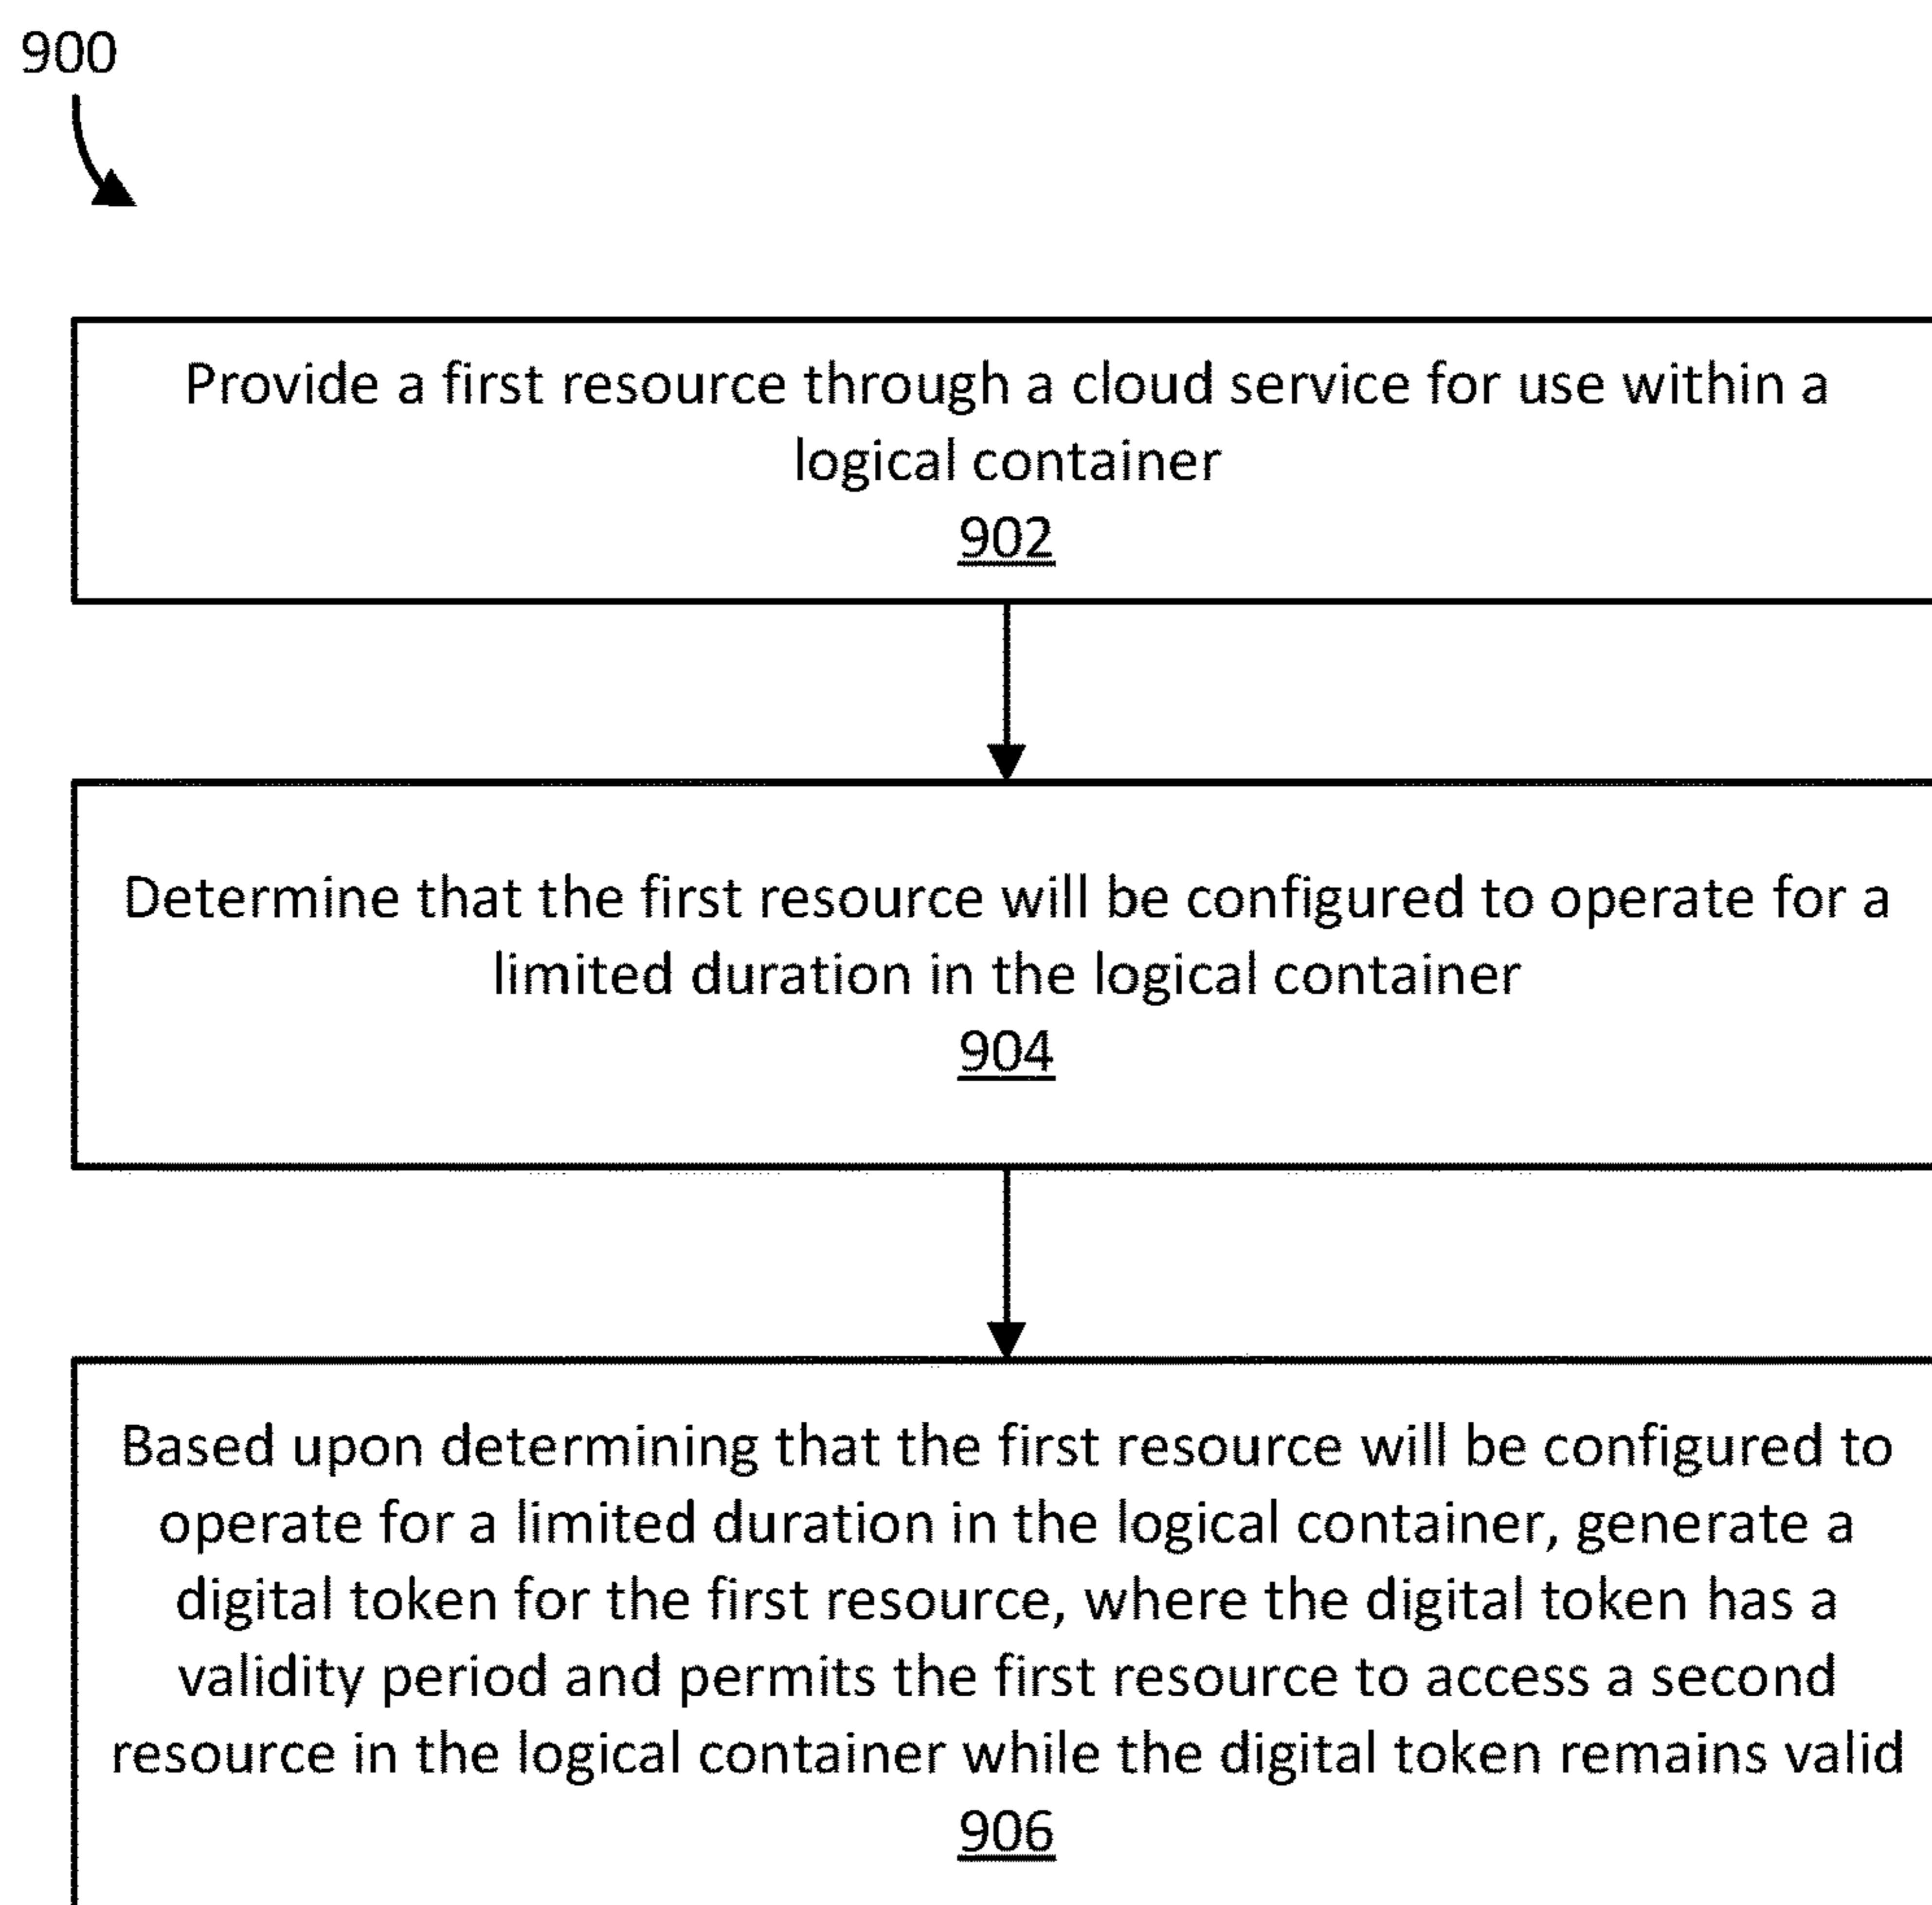 900
Provide a first resource through a cloud service for use within a
logical container
902
Determine that the first resource will be configured to operate for a
limited duration in the logical container
904
Based upon determining that the first resource will be configured to
operate for a limited duration in the logical container, generate a
digital token for the first resource, where the digital token has a
validity period and permits the first resource to access a second
resource in the logical container while the digital token remains valid
906